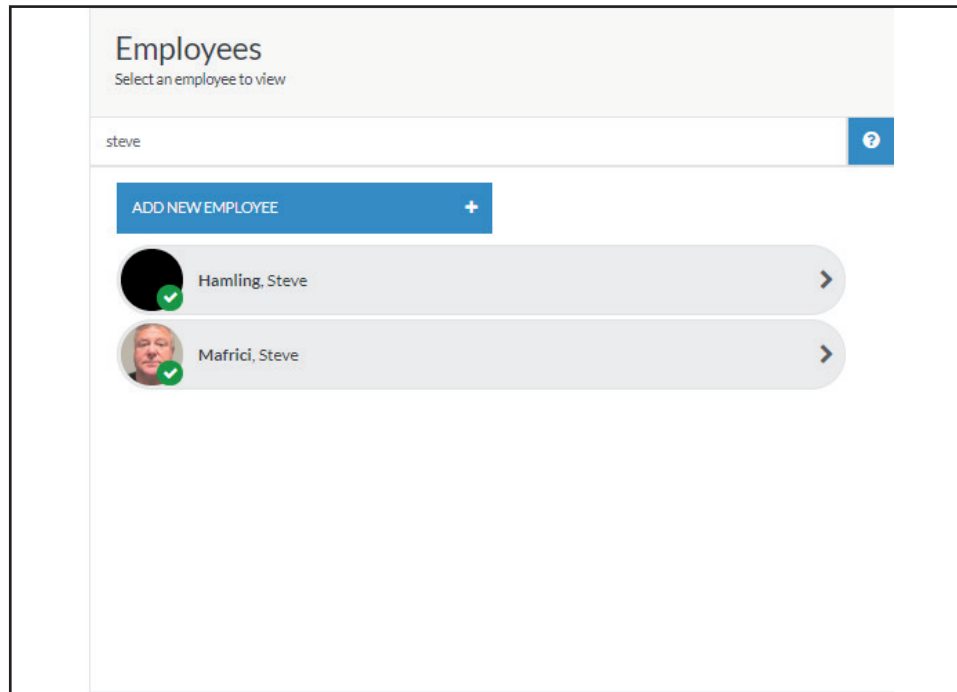 Employees
Select an employee to view
steve
ADD NEW EMPLOYEE
Hamling, Steve
Mafrici, Steve